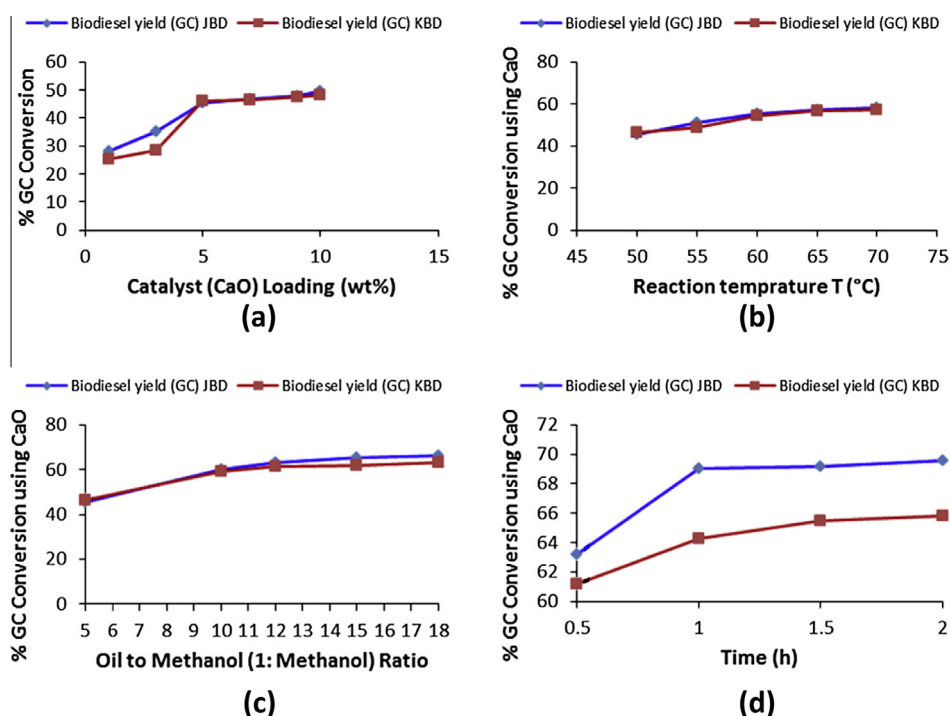 Biodiesel yield (GC) JBD Biodiesel yield (GC) KBD
% GC Conversion
60
50
40
30
20
10
0
0 5 10 15
Catalyst (CaO) Loading (wt%)
(a)
Biodiesel yield (GC) JBD Biodiesel yield (GC) KBD
% GC Conversion using CaO
80
60
40
20
0
45 50 55 60 65 70 75
Reaction temprature T (°C)
(b)
Biodiesel yield (GC) JBD Biodiesel yield (GC) KBD
% GC Conversion using CaO
80
60
40
60
0
5 6 7 8 9 10 11 12 13 14 15 16 17 18
Oil to Methanol (1: Methanol) Ratio
(c)
Biodiesel yield (GC) JBD Biodiesel yield (GC) KBD
% GC Conversion using CaO
72
70
68
66
64
62
60
0.5 1 1.5 2
Time (h)
(d)